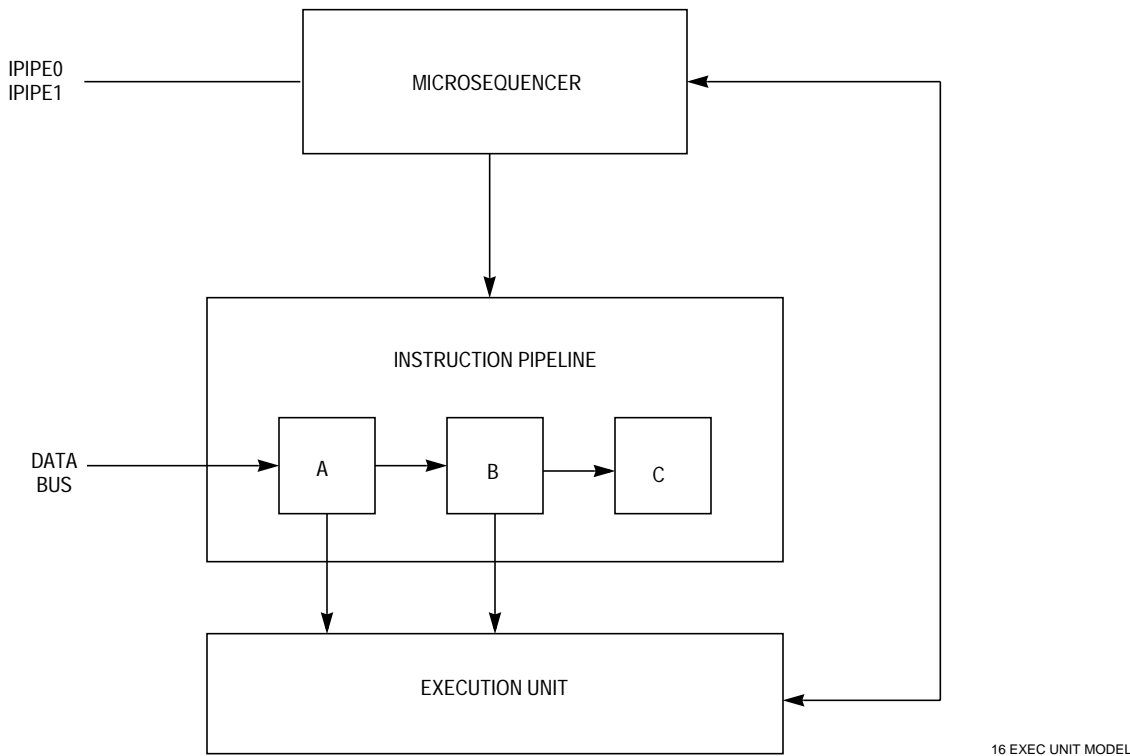 IPIPE0
IPIPE1
MICROSEQUENCER
INSTRUCTION PIPELINE
DATA
BUS
A
B
C
EXECUTION UNIT
16 EXEC UNIT MODEL